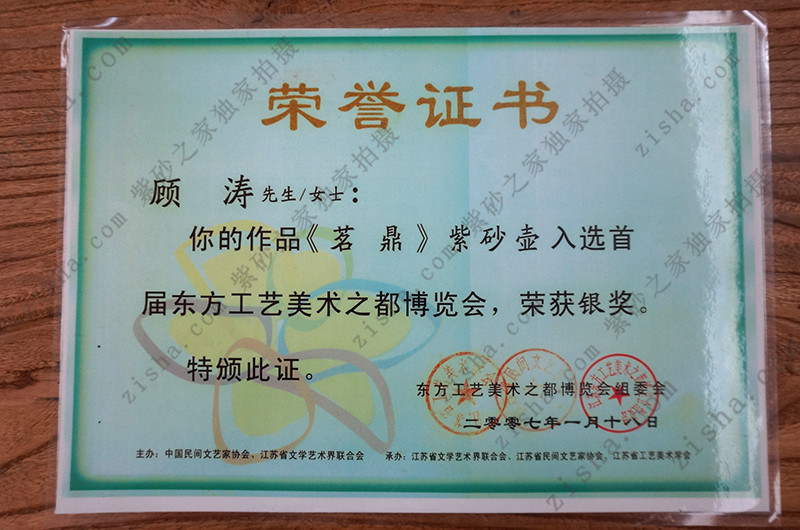 荣誉证书
顾 涛 先生/女士：
你的作品《茗 鼎》紫砂壶入选首
届东方工艺美术之都博览会，荣获银奖。
特颁此证。
东方工艺美术之都博览会组委会
二〇〇七年一月十八日
主办：中国民间文艺家协会、江苏省文学艺术界联合会 承办：江苏省文学艺术界联合会、江苏省民间文艺家协会、江苏省工艺美术学会
紫砂之家独家拍摄
zisha.com